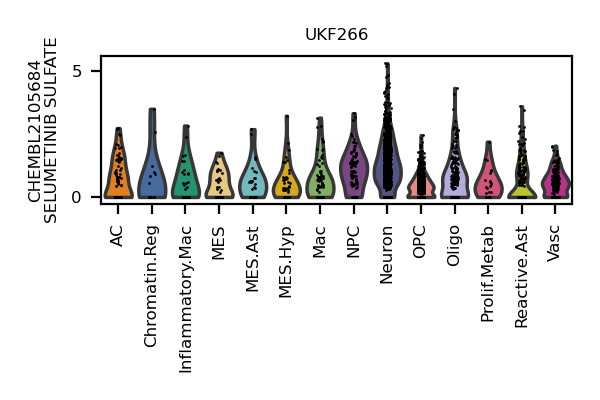 UKF266
CHEMBL2105684
SELUMETINIB SULFATE
5
0
AC
Chromatin.Reg
Inflammatory.Mac
MES
MES.Ast
MES.Hyp
Mac
NPC
Neuron
OPC
Oligo
Prolif.Metab
Reactive.Ast
Vasc